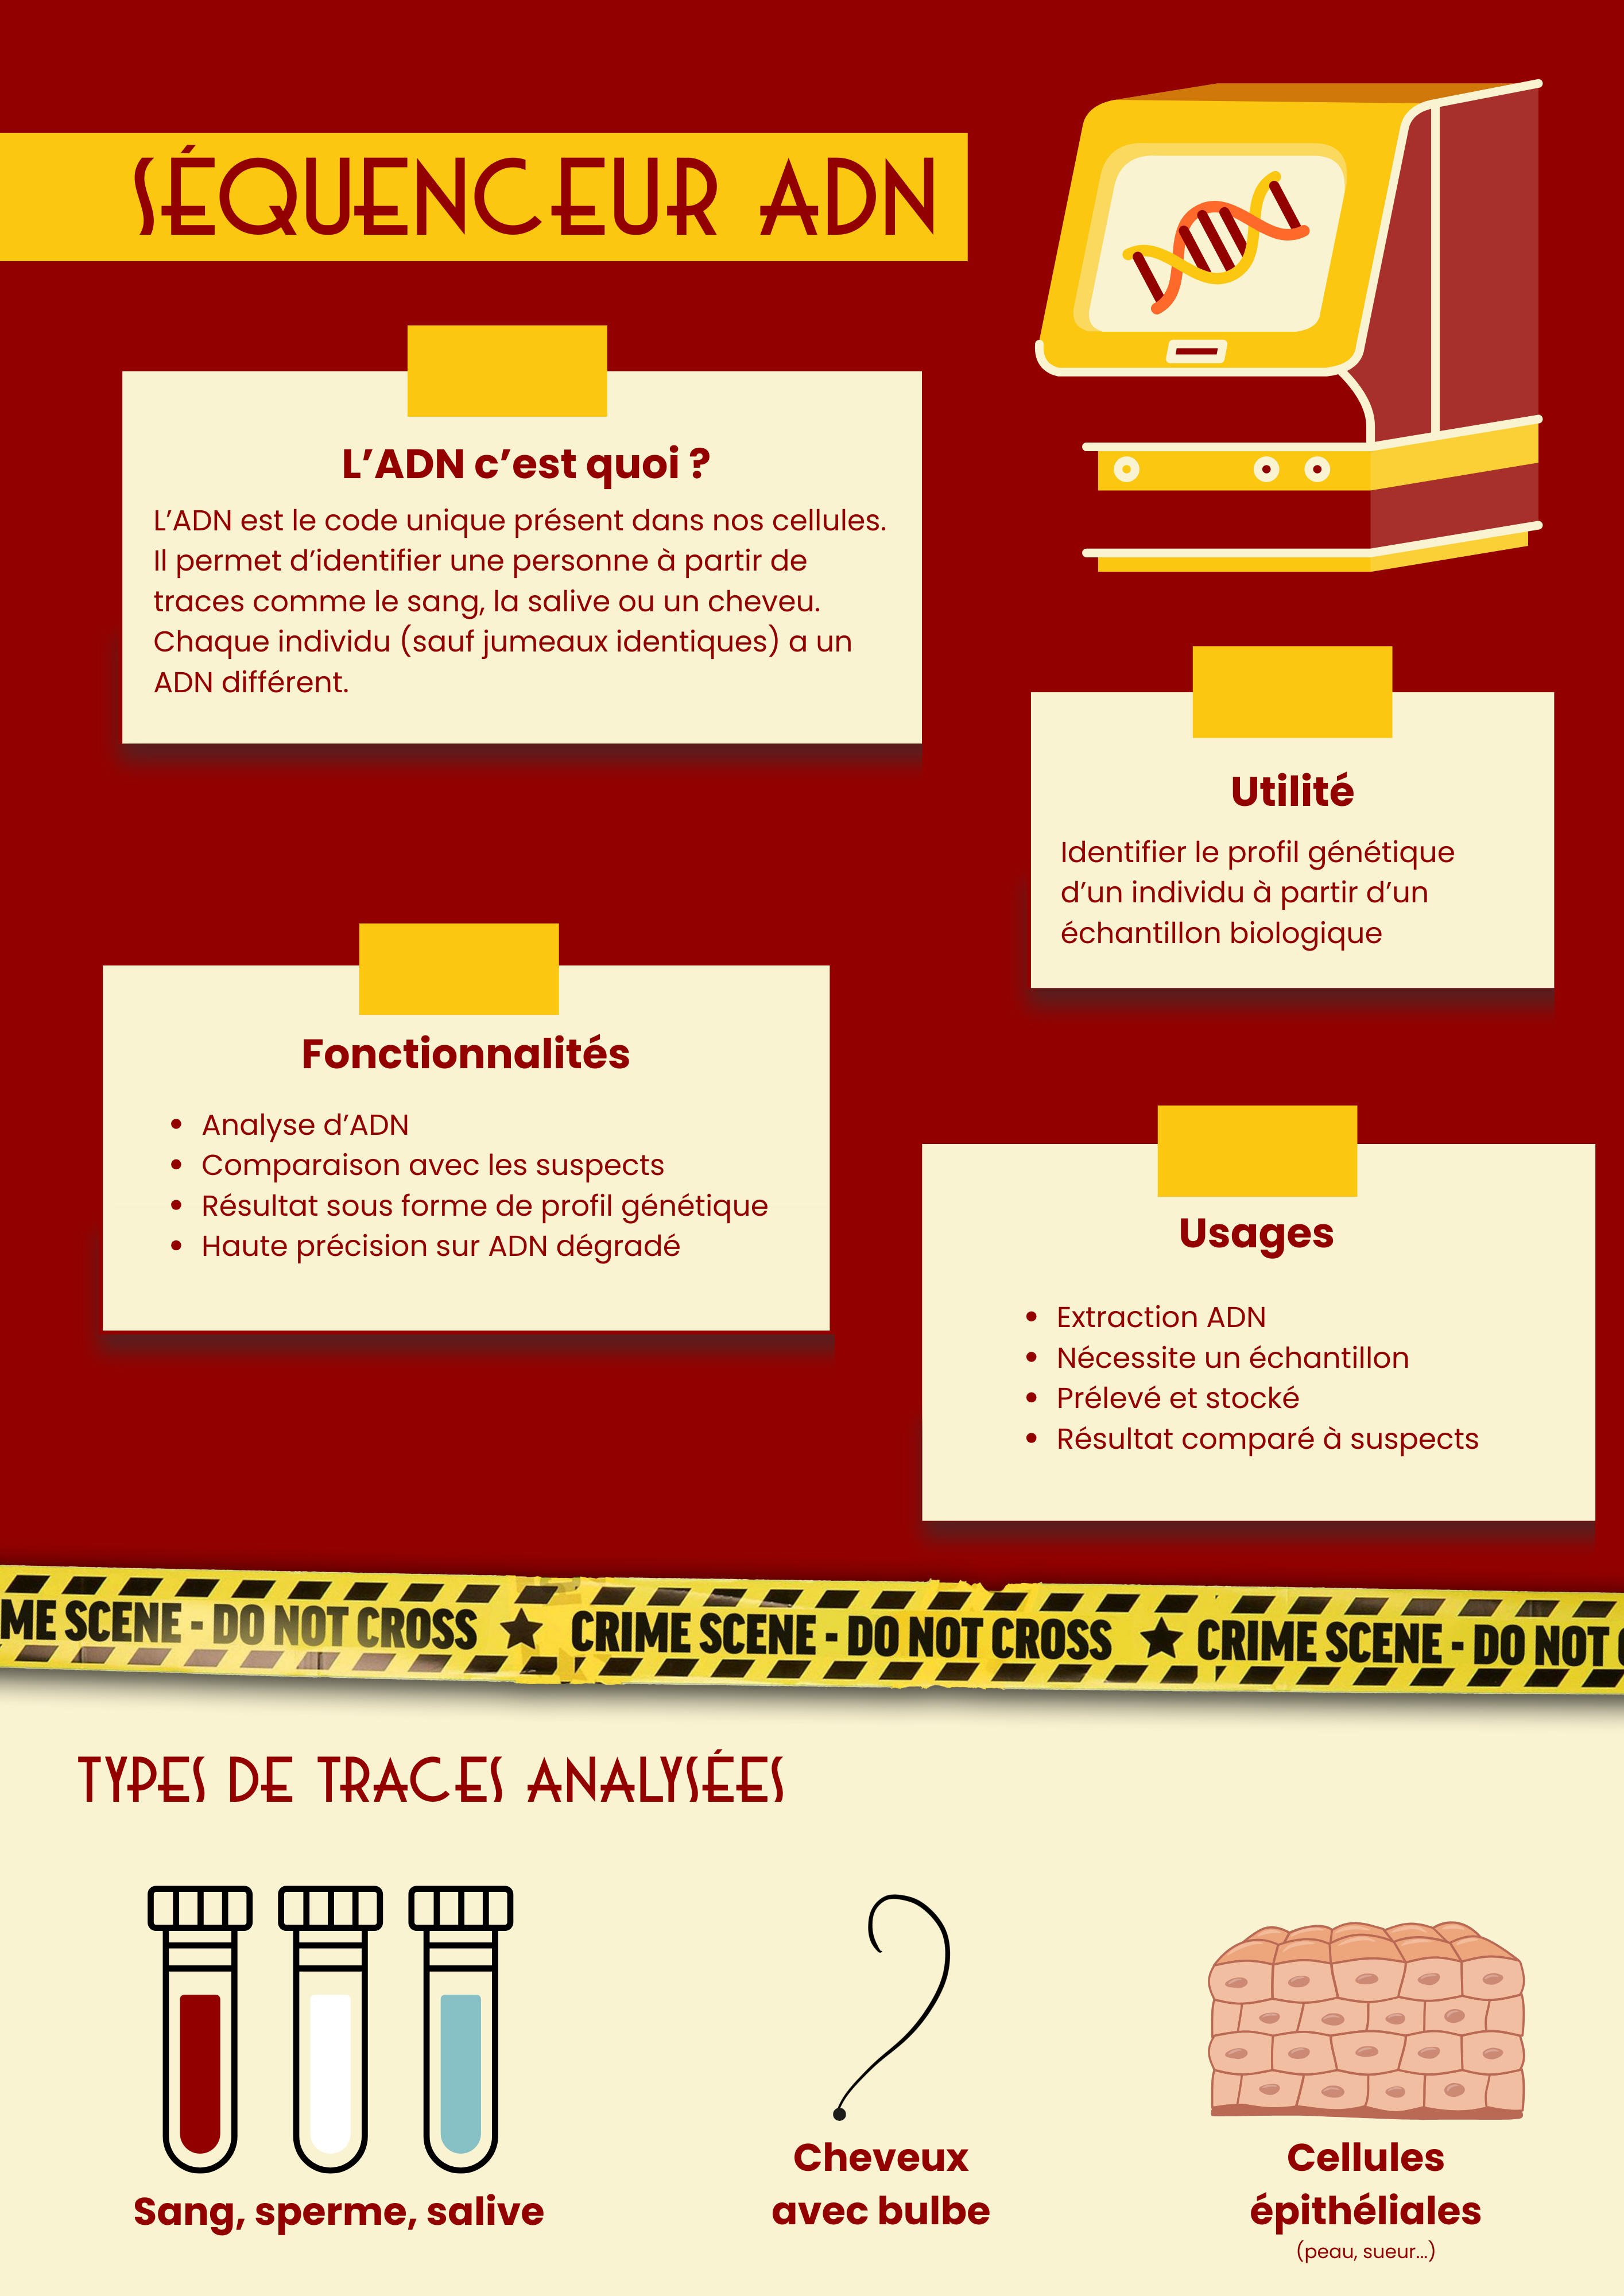 SÉQUENCEUR ADN
L’ADN c’est quoi ?
L’ADN est le code unique présent dans nos cellules.
Il permet d’identifier une personne à partir de
traces comme le sang, la salive ou un cheveu.
Chaque individu (sauf jumeaux identiques) a un
ADN différent.
Utilité
Identifier le profil génétique
d’un individu à partir d’un
échantillon biologique
Fonctionnalités
• Analyse d’ADN
• Comparaison avec les suspects
• Résultat sous forme de profil génétique
• Haute précision sur ADN dégradé
Usages
• Extraction ADN
• Nécessite un échantillon
• Prélevé et stocké
• Résultat comparé à suspects
ME SCENE - DO NOT CROSS ★ CRIME SCENE - DO NOT CROSS ★ CRIME SCENE - DO NOT
TYPES DE TRACES ANALYSÉES
Sang, sperme, salive
Cheveux
avec bulbe
Cellules
épithéliales
(peau, sueur...)